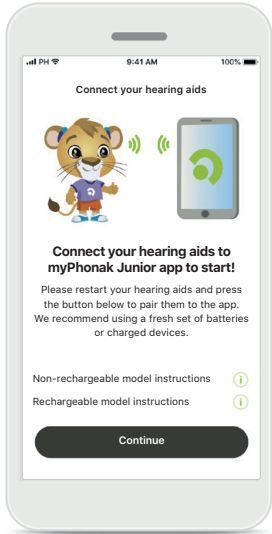 PH
9:41 AM
100%
Connect your hearing aids
Connect your hearing aids to
myPhonak Junior app to start!
Please restart your hearing aids and press
the button below to pair them to the app.
We recommend using a fresh set of batteries
or charged devices.
Non-rechargeable model instructions
Rechargeable model instructions
Continue